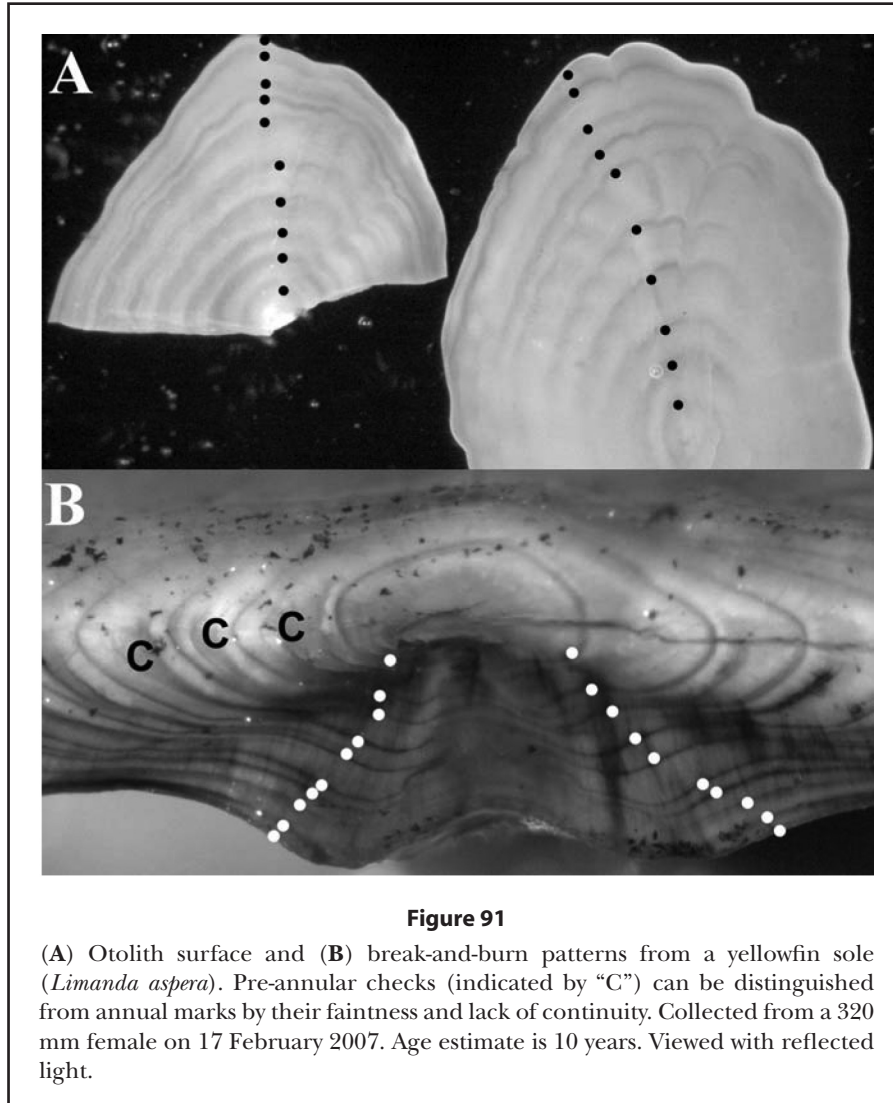 A
B
C C C
Figure 91
(A) Otolith surface and (B) break-and-burn patterns from a yellowfin sole
(Limanda aspera). Pre-annular checks (indicated by “C”) can be distinguished
from annual marks by their faintness and lack of continuity. Collected from a 320
mm female on 17 February 2007. Age estimate is 10 years. Viewed with reflected
light.